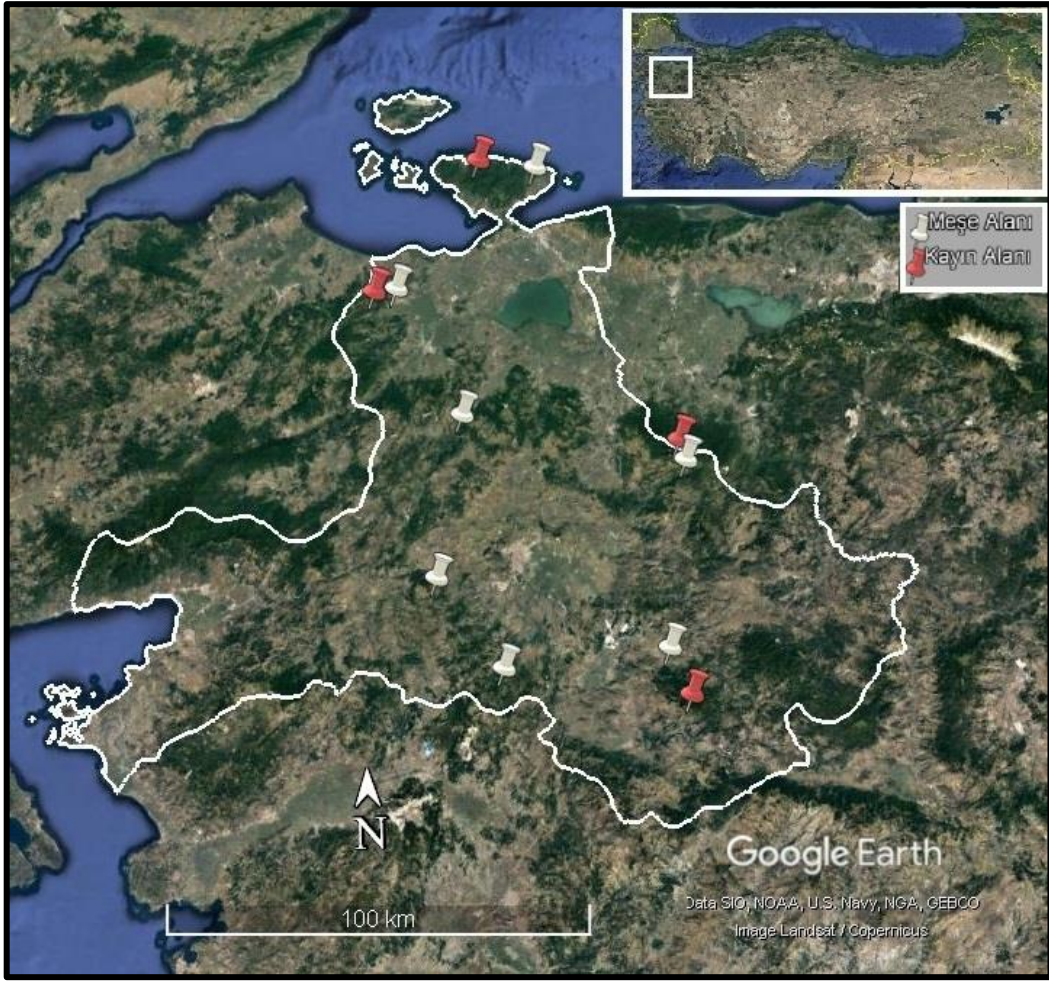 Meşe Alanı
Kayın Alanı
N
100 km
Google Earth
Data SIO, NOAA, U.S. Navy, NGA, GEBCO
Image Landsat / Copernicus